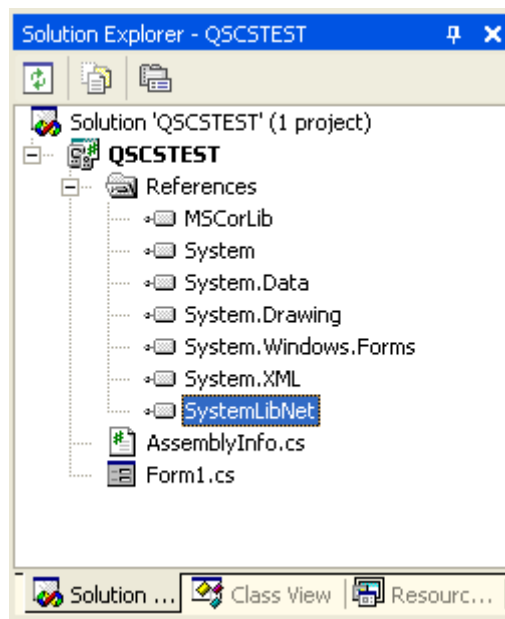 Solution Explorer - QSCSTEST
Solution 'QSCSTEST' (1 project)
QSCSTEST
References
MSCorLib
System
System.Data
System.Drawing
System.Windows.Forms
System.XML
SystemLibNet
AssemblyInfo.cs
Form1.cs
Solution ... Class View Resourc...